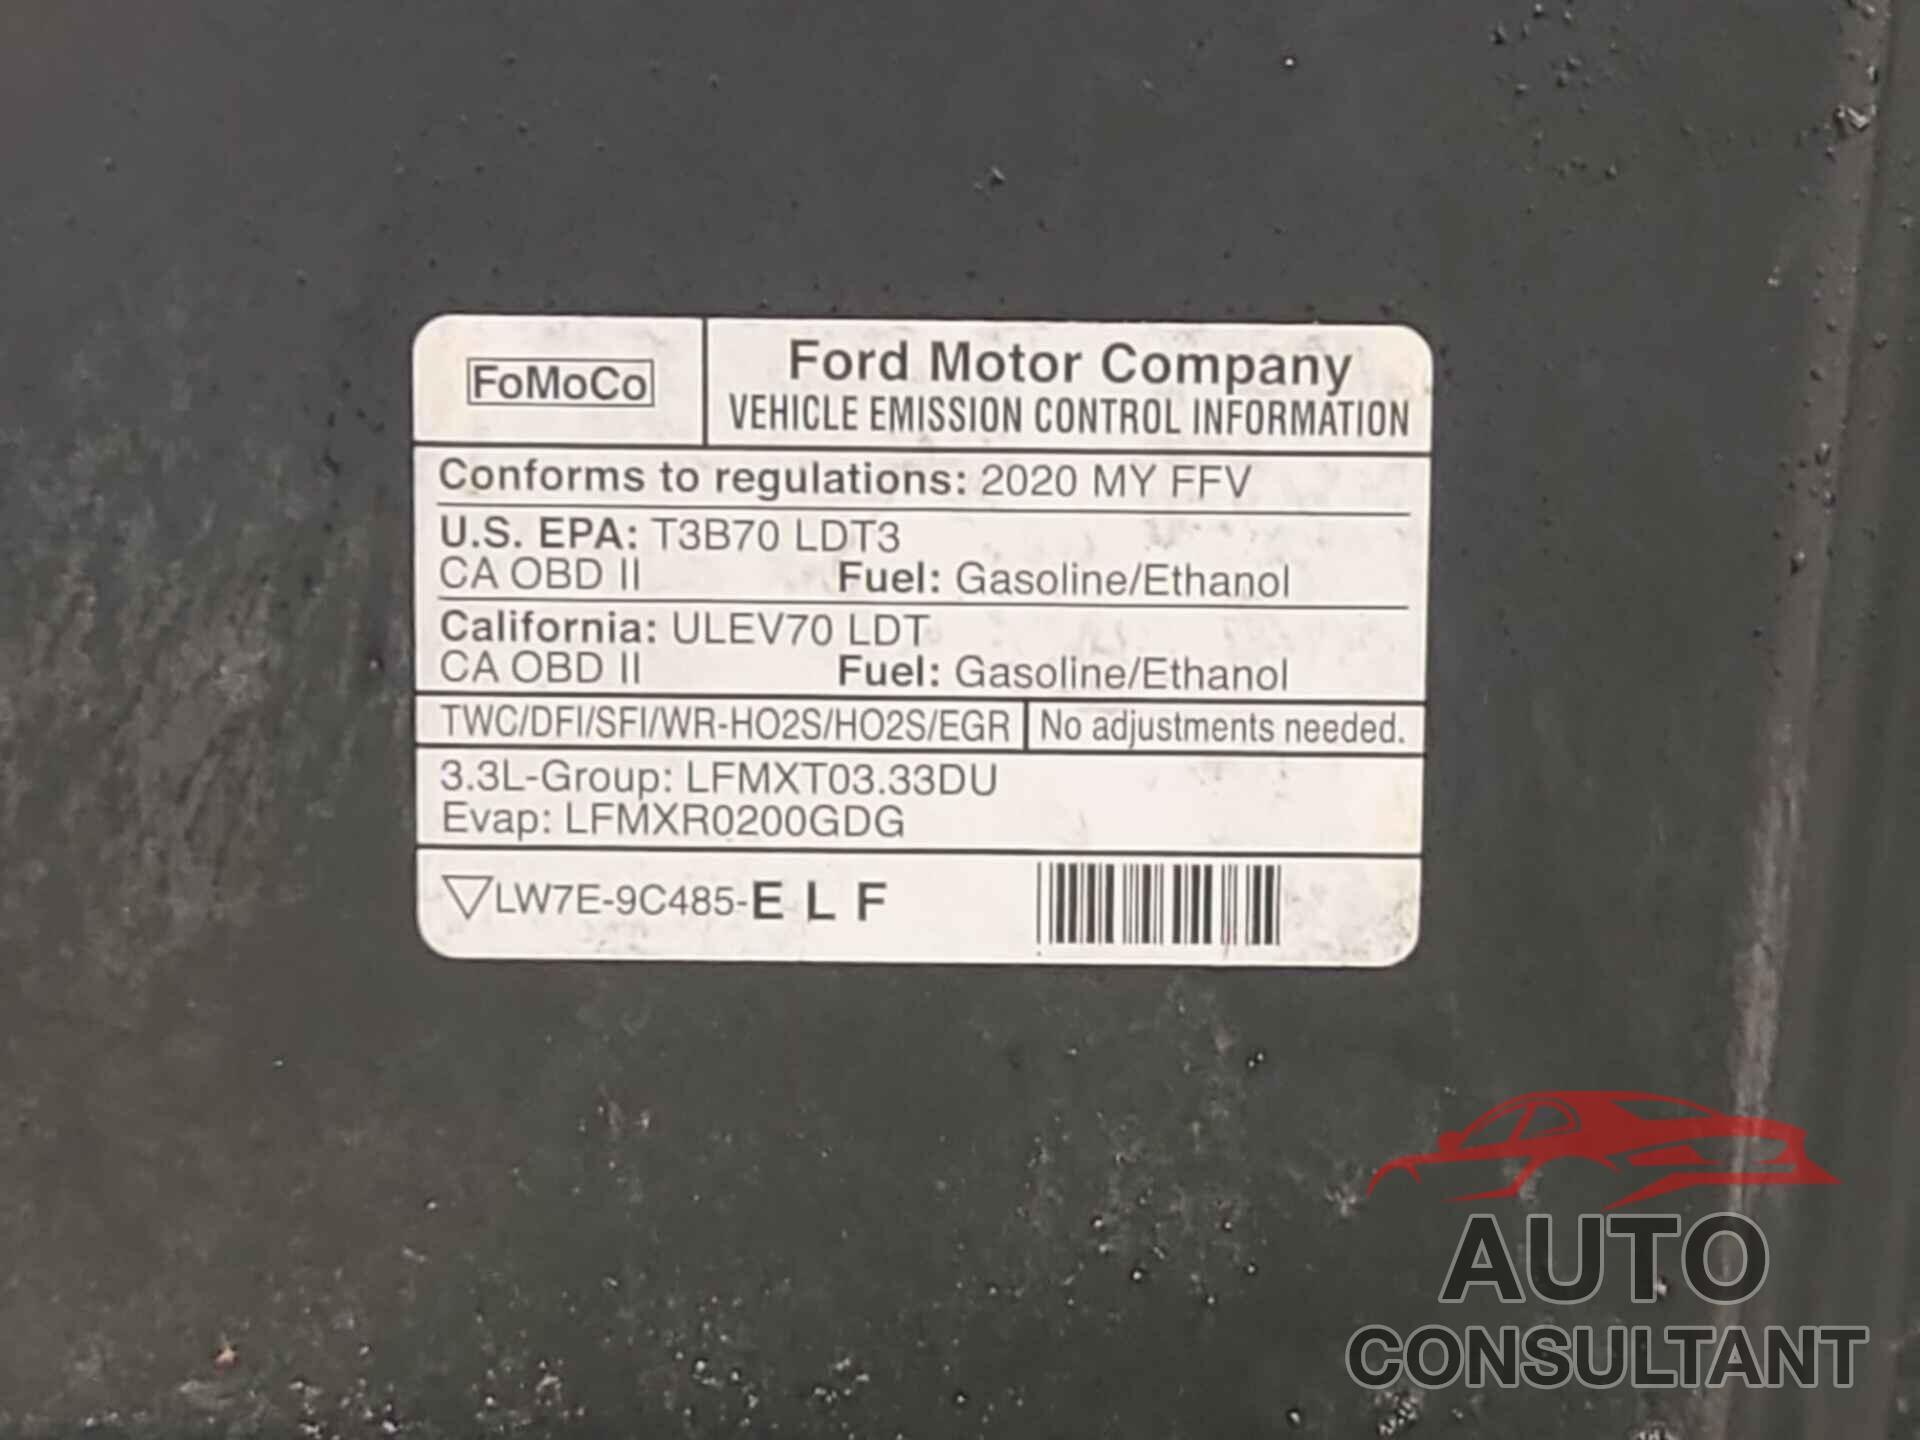 FoMoCo
Ford Motor Company
VEHICLE EMISSION CONTROL INFORMATION
Conforms to regulations: 2020 MY FFV
U.S. EPA: T3B70 LDT3
CA OBD II Fuel: Gasoline/Ethanol
California: ULEV70 LDT
CA OBD II Fuel: Gasoline/Ethanol
TWC/DFI/SFI/WR-HO2S/HO2S/EGR No adjustments needed.
3.3L-Group: LFMXT03.33DU
Evap: LFMXR0200GDG
LW7E-9C485-E L F
AUTO
CONSULTANT